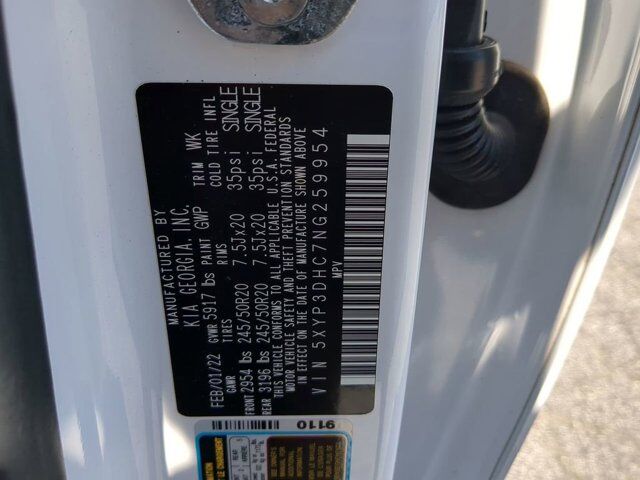 MANUFACTURED BY
KIA GEORGIA, INC.
FEB/01/22 GVWR 5917 lbs PAINT GWP TRIM WK
GAWR TIRES RIMS COLD TIRE INFL
FRONT 2954 lbs 245/50R20 7.5Jx20 35psi SINGLE
REAR 3196 lbs 245/50R20 7.5Jx20 35psi SINGLE
THIS VEHICLE CONFORMS TO ALL APPLICABLE U.S.A. FEDERAL
MOTOR VEHICLE SAFETY AND THEFT PREVENTION STANDARDS
IN EFFECT ON THE DATE OF MANUFACTURE SHOWN ABOVE
VIN 5XYP3DHC7NG259954
MPV
9110